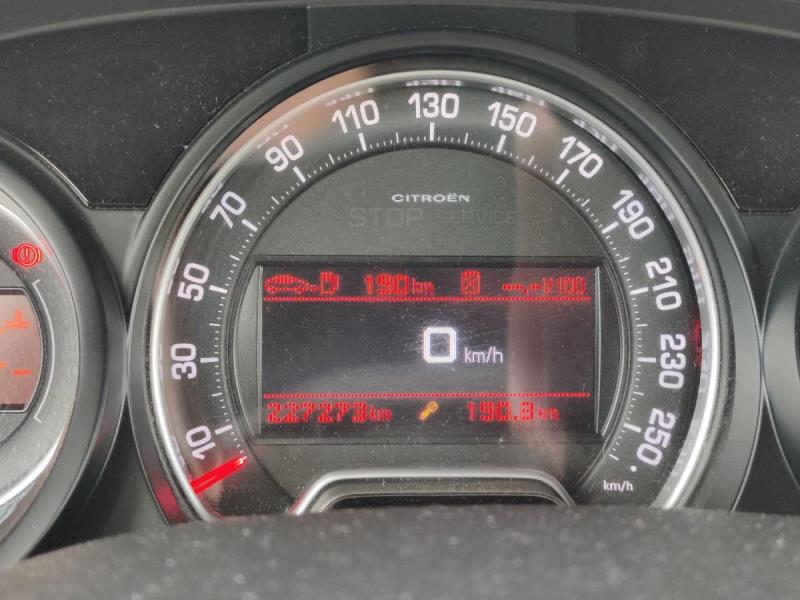 130
110 150
90 170
CITROËN
70 190
STOP SERVICE
50 210
190 km --,-l/100
0 km/h
30 230
227273 km 190.3 km
10 250
km/h